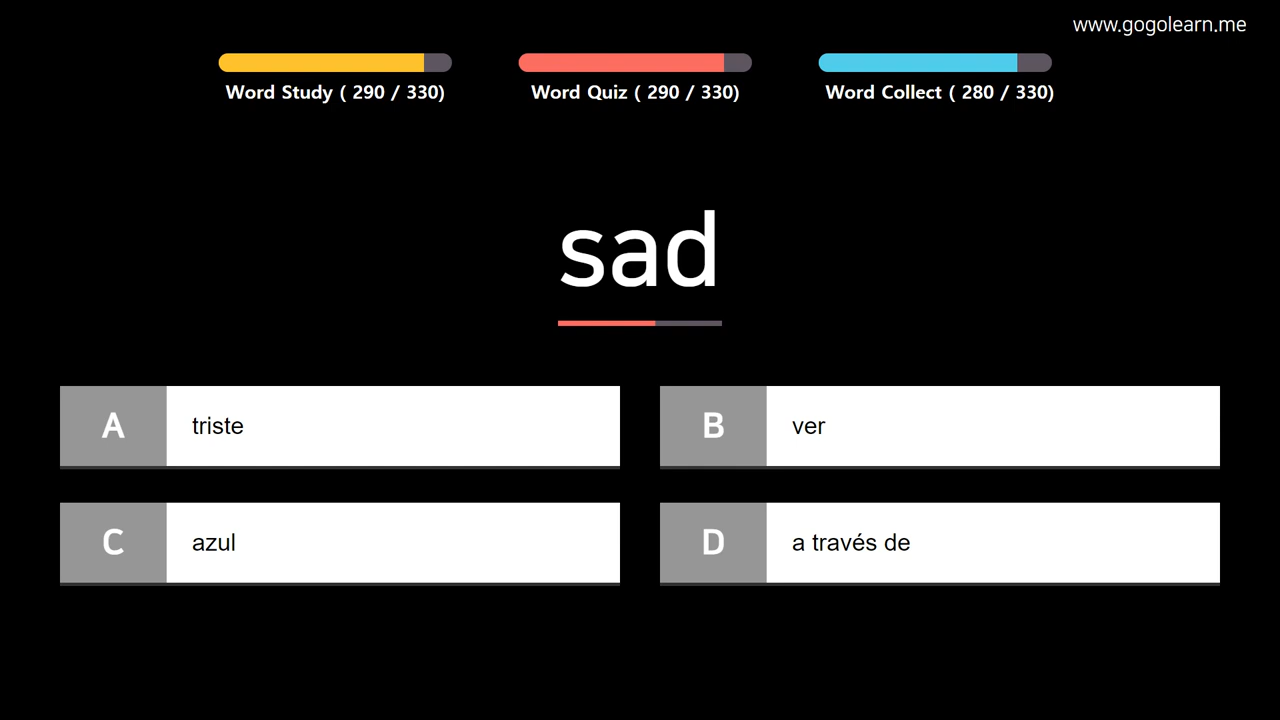 www.gogolearn.me
Word Study ( 290 / 330)
Word Quiz ( 290 / 330)
Word Collect ( 280 / 330)
sad
A triste
B ver
C azul
D a través de